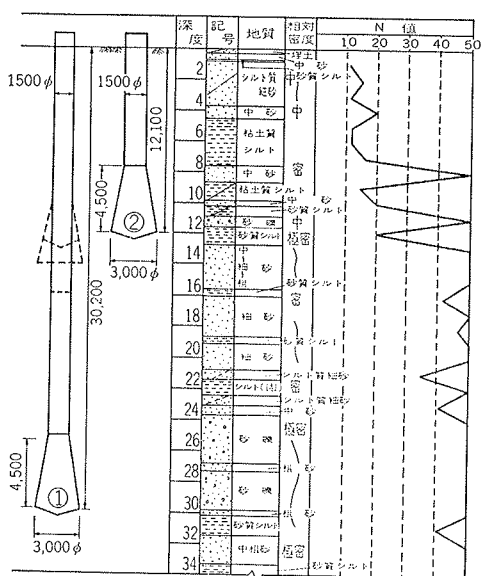 深度
記号
地質
相対密度
N 値
10 20 30 40 50
1500φ
1500φ
12,100
4,500
②
3,000φ
30,200
4,500
①
3,000φ
2
4
6
8
10
12
14
16
18
20
22
24
26
28
30
32
34
埋土
中砂
砂質シルト
シルト質細砂
中
中砂
中
粘土質シルト
中砂
密
粘土質シルト
中砂
砂質シルト
砂礫
中
砂質シルト
極密
中
細砂
粗
砂質シルト
密
細砂
砂質シルト
細砂
シルト質細砂
密
シルト質細砂
中砂
砂礫
極密
粗砂
砂礫
粗砂
砂質シルト
中粗砂
極密
砂質シルト